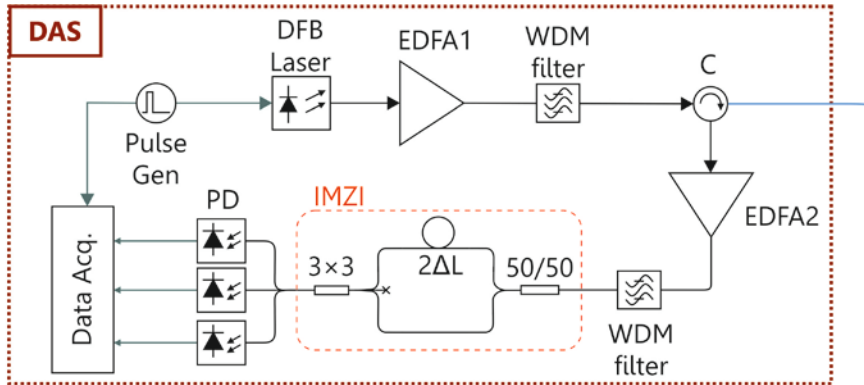 DAS
DFB
Laser
EDFA1
WDM
filter
C
Pulse
Gen
EDFA2
PD
IMZI
Data Acq.
3×3
2ΔL
50/50
WDM
filter